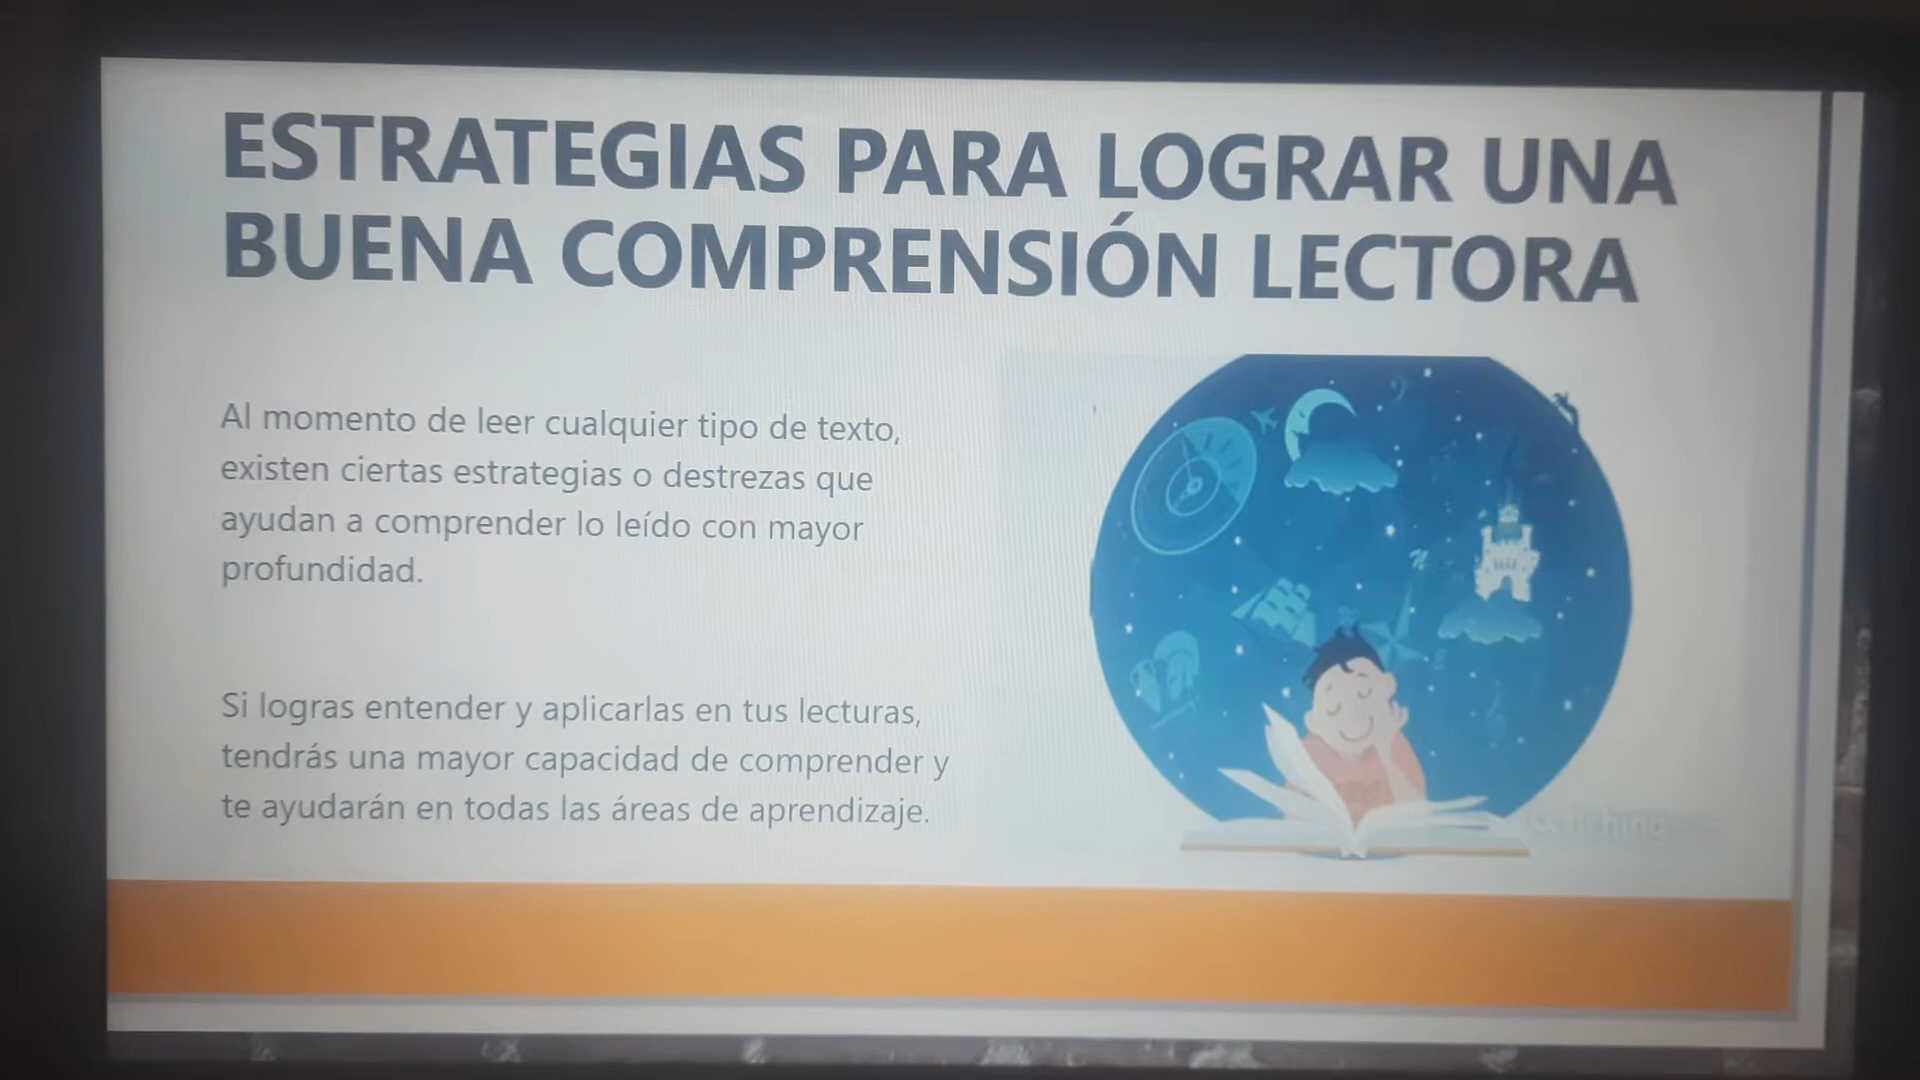 ESTRATEGIAS PARA LOGRAR UNA
BUENA COMPRENSIÓN LECTORA
Al momento de leer cualquier tipo de texto,
existen ciertas estrategias o destrezas que
ayudan a comprender lo leído con mayor
profundidad.
Si logras entender y aplicarlas en tus lecturas,
tendrás una mayor capacidad de comprender y
te ayudarán en todas las áreas de aprendizaje.